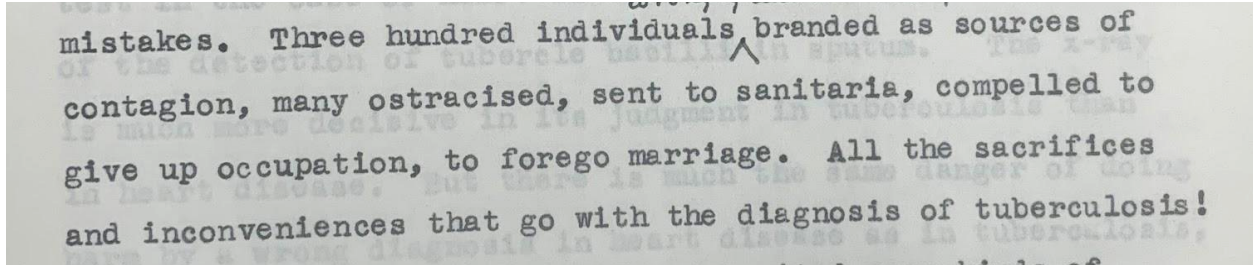 mistakes. Three hundred individuals branded as sources of
contagion, many ostracised, sent to sanitaria, compelled to
give up occupation, to forego marriage. All the sacrifices
and inconveniences that go with the diagnosis of tuberculosis!